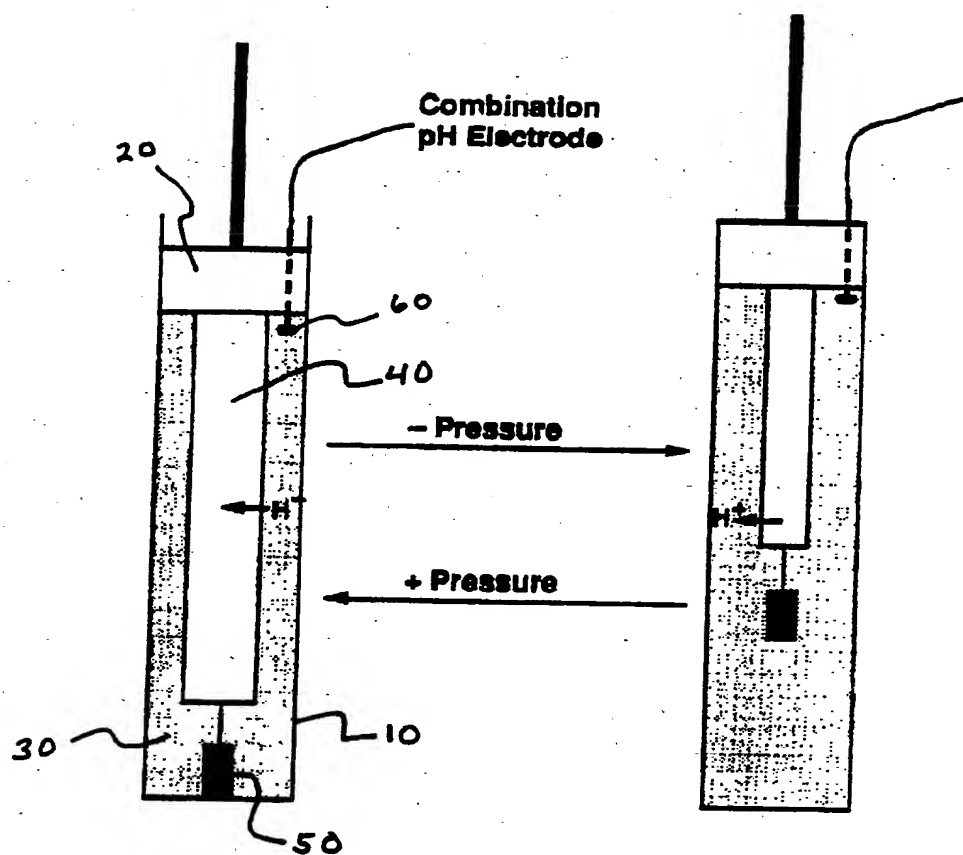 Combination
pH Electrode
20
60
40
− Pressure
H⁻
H⁺
+ Pressure
30
10
50